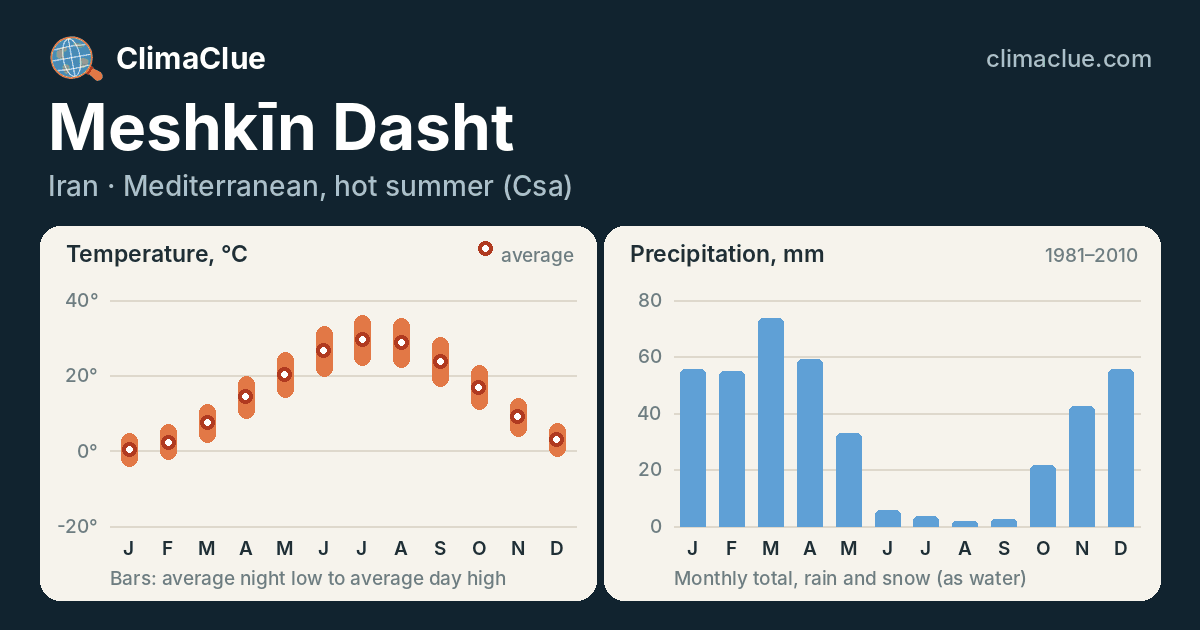 ClimaClue
climaclue.com
Meshkīn Dasht
Iran · Mediterranean, hot summer (Csa)
Temperature, °C
average
40°
20°
0°
-20°
J F M A M J J A S O N D
Bars: average night low to average day high
Precipitation, mm
1981–2010
80
60
40
20
0
J F M A M J J A S O N D
Monthly total, rain and snow (as water)